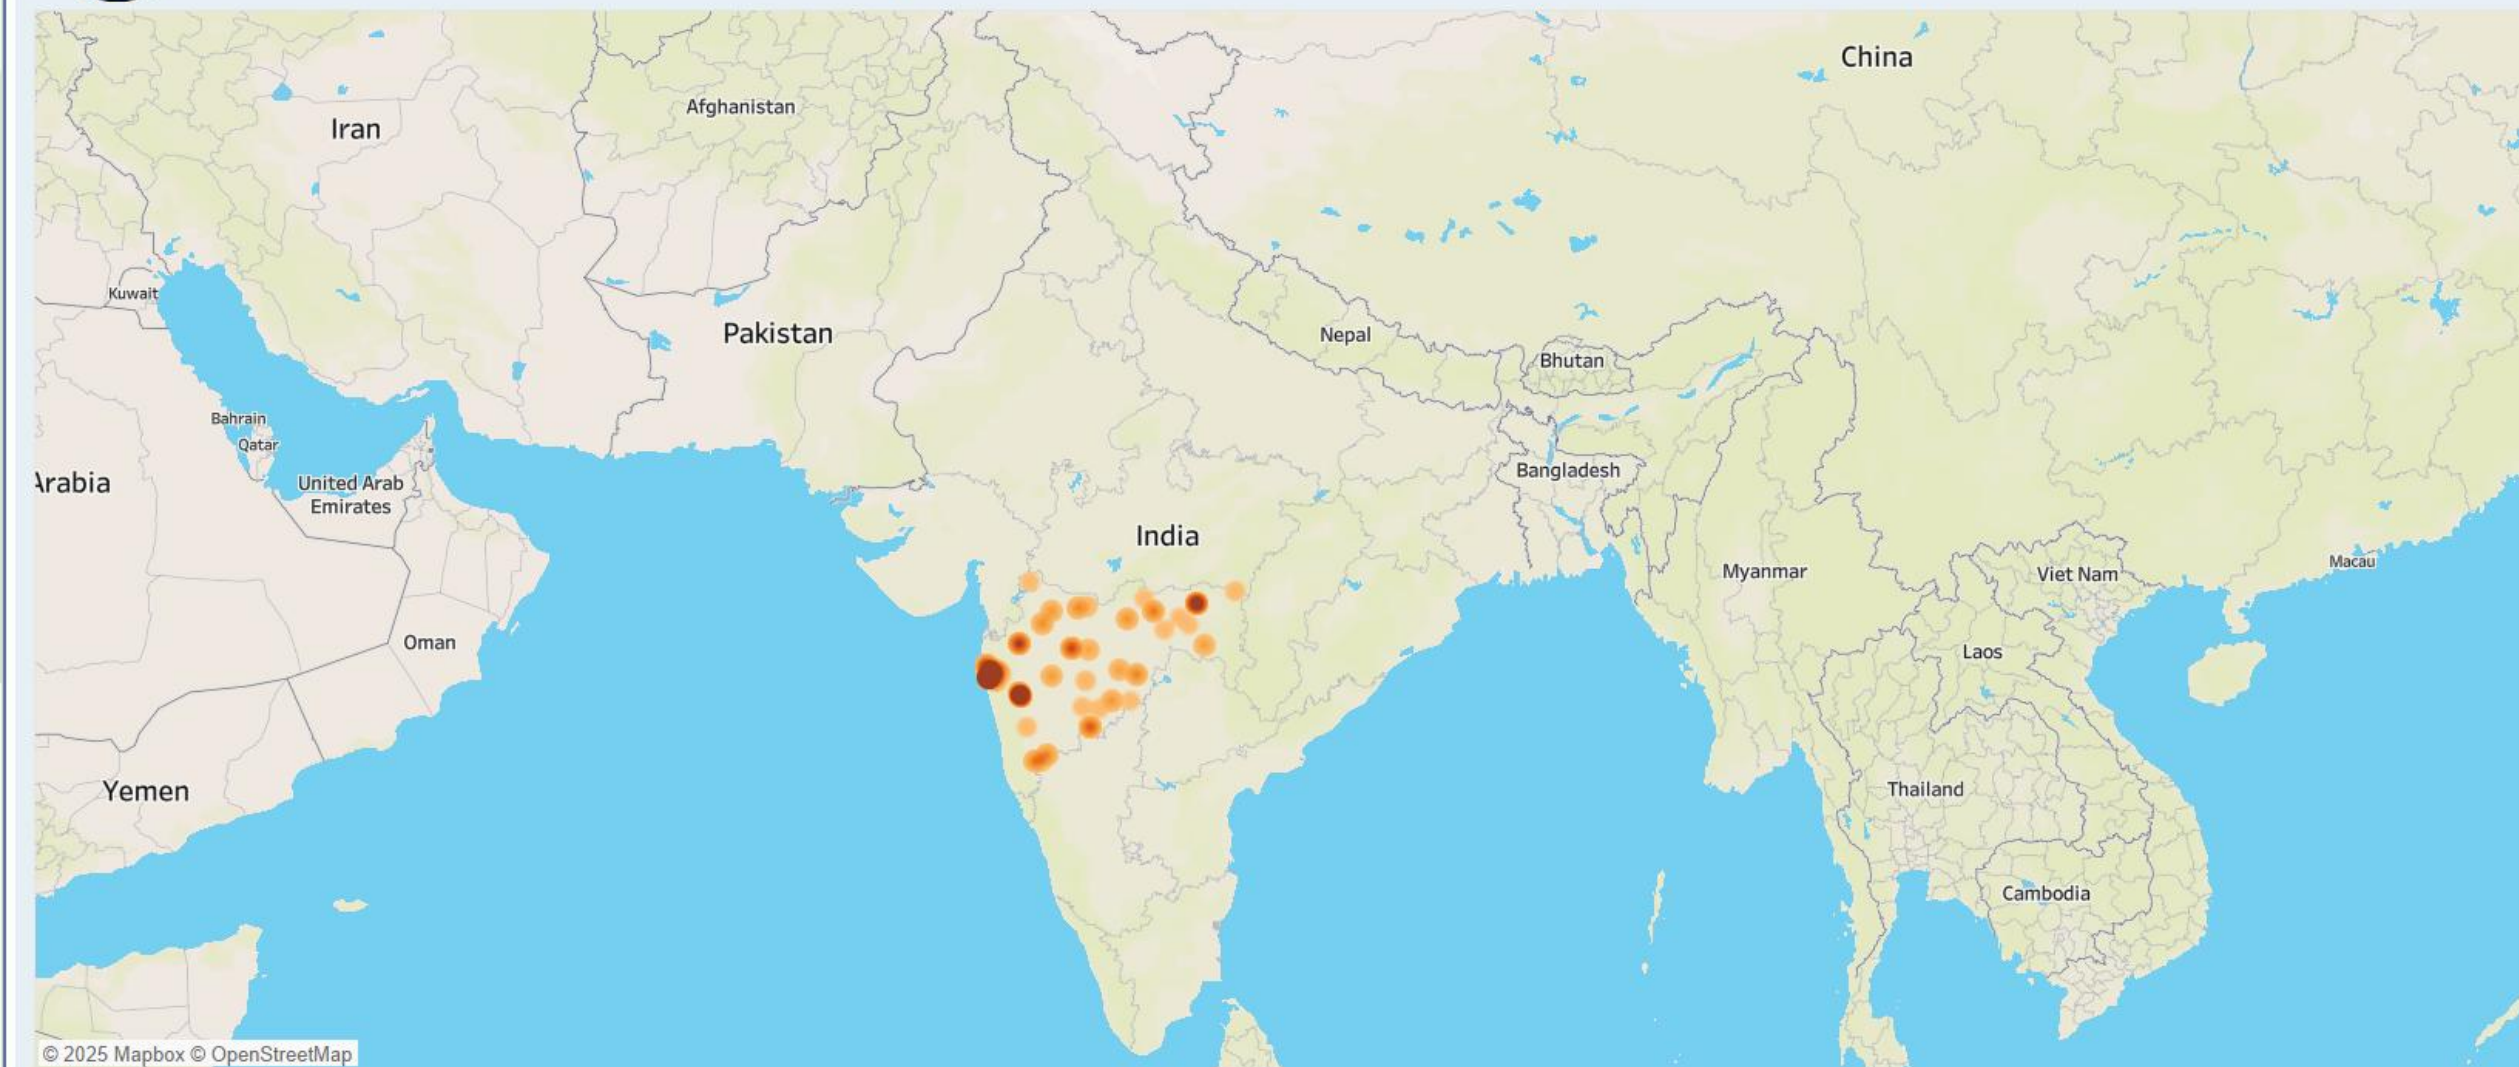 China
Afghanistan
Iran
Kuwait
Pakistan
Nepal
Bhutan
Bahrain
Qatar
Arabia
United Arab
Emirates
Bangladesh
India
Macau
Myanmar
Viet Nam
Oman
Laos
Yemen
Thailand
Cambodia
© 2025 Mapbox © OpenStreetMap